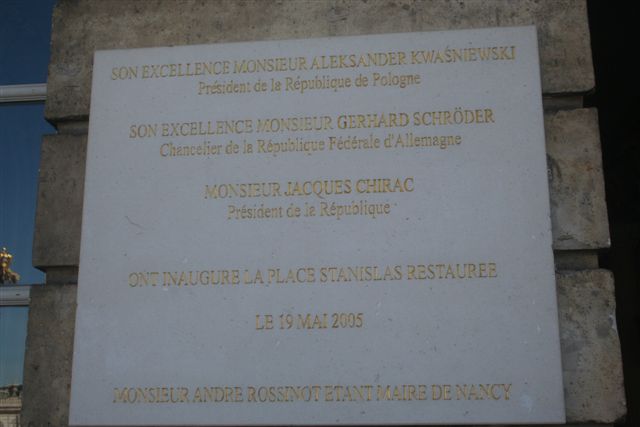 SON EXCELLENCE MONSIEUR ALEKSANDER KWAŚNIEWSKI
Président de la République de Pologne
SON EXCELLENCE MONSIEUR GERHARD SCHRÖDER
Chancelier de la République Fédérale d'Allemagne
MONSIEUR JACQUES CHIRAC
Président de la République
ONT INAUGURE LA PLACE STANISLAS RESTAUREE
LE 19 MAI 2005
MONSIEUR ANDRE ROSSINOT ETANT MAIRE DE NANCY